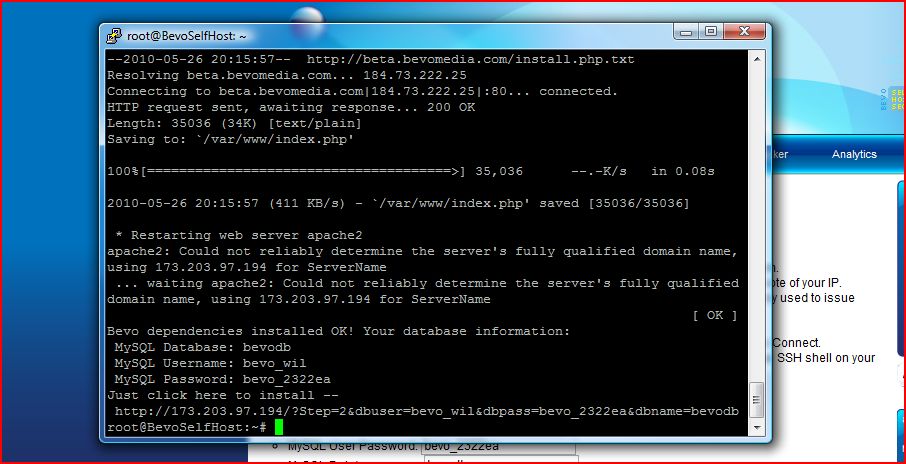 root@BevoSelfHost: ~
--2010-05-26 20:15:57--  http://beta.bevomedia.com/install.php.txt
Resolving beta.bevomedia.com... 184.73.222.25
Connecting to beta.bevomedia.com|184.73.222.25|:80... connected.
HTTP request sent, awaiting response... 200 OK
Length: 35036 (34K) [text/plain]
Saving to: `/var/www/index.php'
100%[======================================>] 35,036      --.-K/s   in 0.08s
2010-05-26 20:15:57 (411 KB/s) - `/var/www/index.php' saved [35036/35036]
 * Restarting web server apache2
apache2: Could not reliably determine the server's fully qualified domain name,
using 173.203.97.194 for ServerName
 ... waiting apache2: Could not reliably determine the server's fully qualified
domain name, using 173.203.97.194 for ServerName
[ OK ]
Bevo dependencies installed OK! Your database information:
 MySQL Database: bevodb
 MySQL Username: bevo_wil
 MySQL Password: bevo_2322ea
Just click here to install --
 http://173.203.97.194/?Step=2&dbuser=bevo_wil&dbpass=bevo_2322ea&dbname=bevodb
root@BevoSelfHost:~#
BEVO
ker
Analytics
ote of your IP.
y used to issue
Connect.
SSH shell on your
MySQL User Password: bevo_2322ea